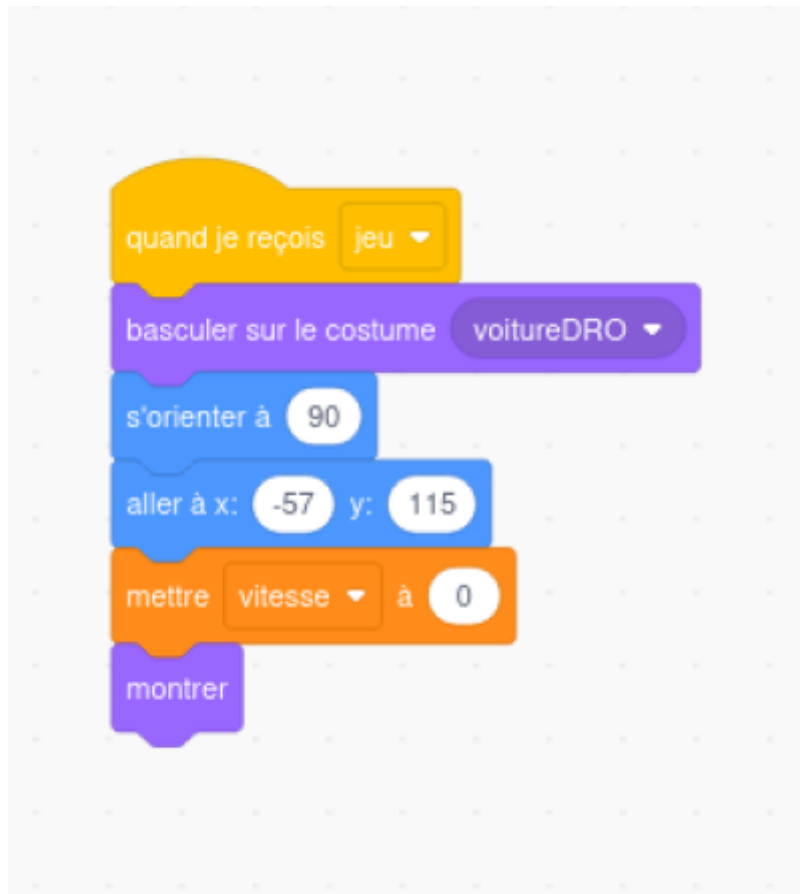 quand je reçois jeu
basculer sur le costume voitureDRO
s'orienter à 90
aller à x: -57 y: 115
mettre vitesse à 0
montrer